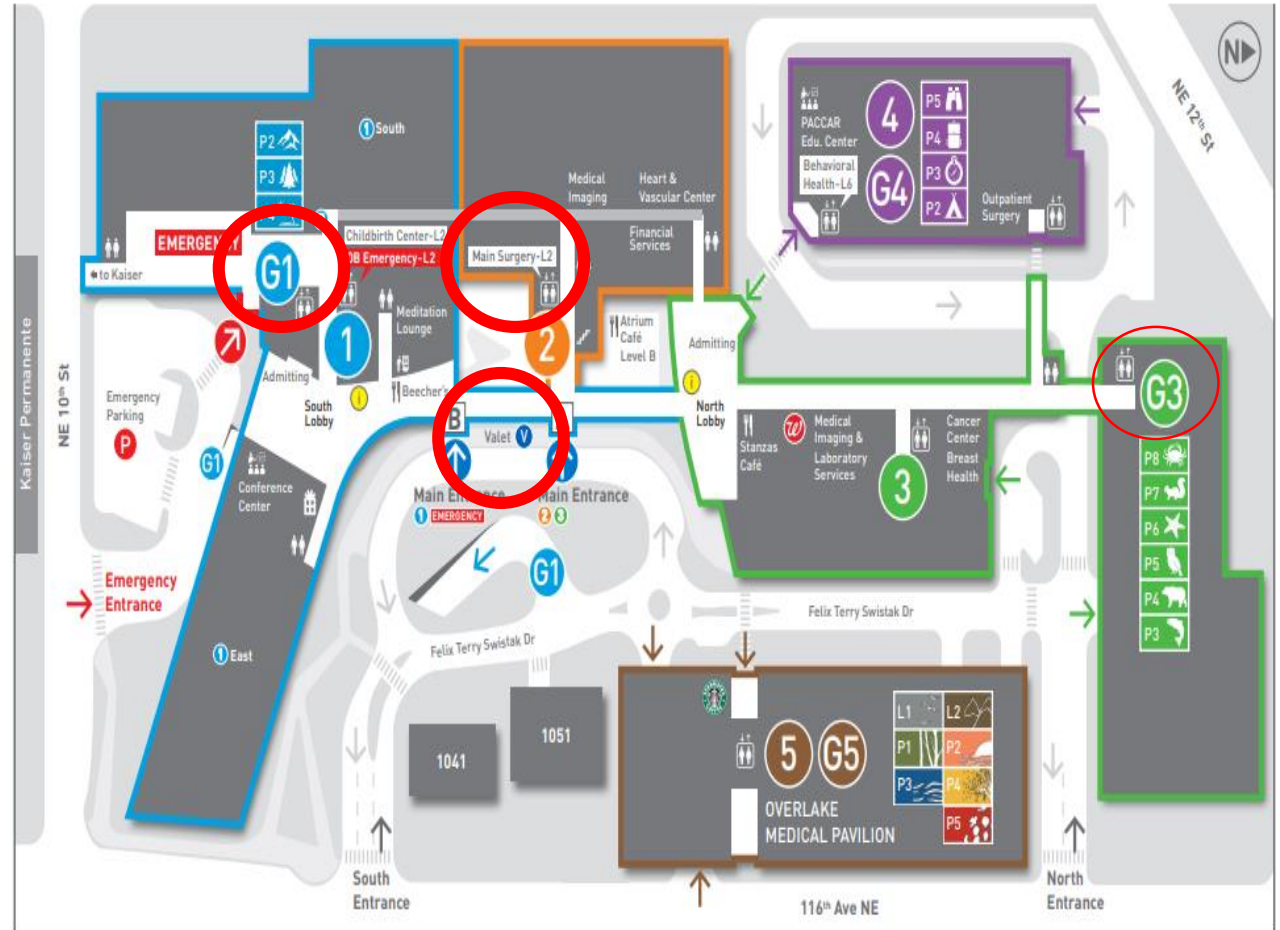 Kaiser Permanente
NE 10th St
NE 12th St
N
1 South
P2
P3
EMERGENCY
G1
to Kaiser
Childbirth Center-L2
OB Emergency-L2
Main Surgery-L2
Medical
Imaging
Heart &
Vascular Center
Financial
Services
PACCAR
Edu. Center
Behavioral
Health-L6
4
G4
P5
P4
P3
P2
Outpatient
Surgery
Meditation
Lounge
1
2
Atrium
Café
Level B
Admitting
Admitting
South
Lobby
i
Beecher's
B
Valet V
i
North
Lobby
Stanzas
Café
Medical
Imaging &
Laboratory
Services
3
Cancer
Center
Breast
Health
G3
P8
P7
P6
P5
P4
P3
Emergency
Parking
P
G1
Conference
Center
Main Entrance
1 EMERGENCY
Main Entrance
2 3
G1
Emergency
Entrance
Felix Terry Swistak Dr
Felix Terry Swistak Dr
1 East
1041
1051
5
G5
OVERLAKE
MEDICAL PAVILION
L1
L2
P1
P2
P3
P4
P5
South
Entrance
116th Ave NE
North
Entrance